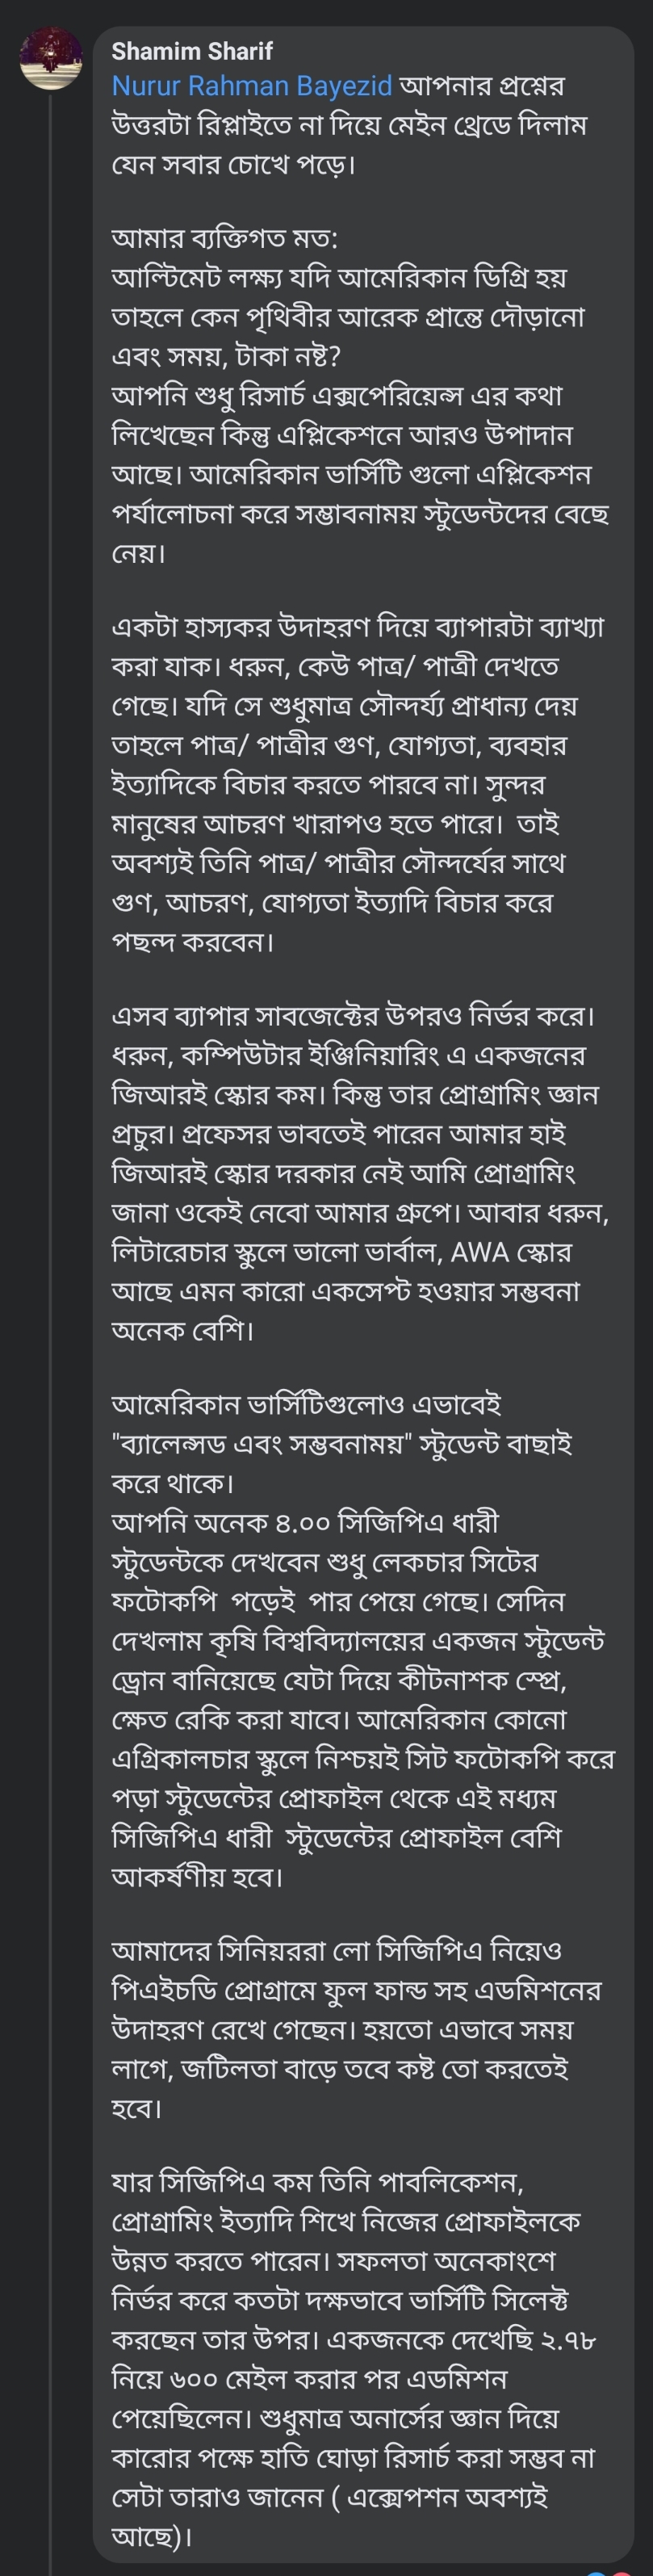 Shamim Sharif
Nurur Rahman Bayezid আপনার প্রশ্নের
উত্তরটা রিপ্লাইতে না দিয়ে মেইন থ্রেডে দিলাম
যেন সবার চোখে পড়ে।
আমার ব্যক্তিগত মত:
আল্টিমেট লক্ষ্য যদি আমেরিকান ডিগ্রি হয়
তাহলে কেন পৃথিবীর আরেক প্রান্তে দৌড়ানো
এবং সময়, টাকা নষ্ট?
আপনি শুধু রিসার্চ এক্সপেরিয়েন্স এর কথা
লিখেছেন কিন্তু এপ্লিকেশনে আরও উপাদান
আছে। আমেরিকান ভার্সিটি গুলো এপ্লিকেশন
পর্যালোচনা করে সম্ভাবনাময় স্টুডেন্টদের বেছে
নেয়।
একটা হাস্যকর উদাহরণ দিয়ে ব্যাপারটা ব্যাখ্যা
করা যাক। ধরুন, কেউ পাত্র/ পাত্রী দেখতে
গেছে। যদি সে শুধুমাত্র সৌন্দর্য্য প্রাধান্য দেয়
তাহলে পাত্র/ পাত্রীর গুণ, যোগ্যতা, ব্যবহার
ইত্যাদিকে বিচার করতে পারবে না। সুন্দর
মানুষের আচরণ খারাপও হতে পারে।  তাই
অবশ্যই তিনি পাত্র/ পাত্রীর সৌন্দর্যের সাথে
গুণ, আচরণ, যোগ্যতা ইত্যাদি বিচার করে
পছন্দ করবেন।
এসব ব্যাপার সাবজেক্টের উপরও নির্ভর করে।
ধরুন, কম্পিউটার ইঞ্জিনিয়ারিং এ একজনের
জিআরই স্কোর কম। কিন্তু তার প্রোগ্রামিং জ্ঞান
প্রচুর। প্রফেসর ভাবতেই পারেন আমার হাই
জিআরই স্কোর দরকার নেই আমি প্রোগ্রামিং
জানা ওকেই নেবো আমার গ্রুপে। আবার ধরুন,
লিটারেচার স্কুলে ভালো ভার্বাল, AWA স্কোর
আছে এমন কারো একসেপ্ট হওয়ার সম্ভবনা
অনেক বেশি।
আমেরিকান ভার্সিটিগুলোও এভাবেই
"ব্যালেন্সড এবং সম্ভবনাময়" স্টুডেন্ট বাছাই
করে থাকে।
আপনি অনেক ৪.০০ সিজিপিএ ধারী
স্টুডেন্টকে দেখবেন শুধু লেকচার সিটের
ফটোকপি  পড়েই  পার পেয়ে গেছে। সেদিন
দেখলাম কৃষি বিশ্ববিদ্যালয়ের একজন স্টুডেন্ট
ড্রোন বানিয়েছে যেটা দিয়ে কীটনাশক স্প্রে,
ক্ষেত রেকি করা যাবে। আমেরিকান কোনো
এগ্রিকালচার স্কুলে নিশ্চয়ই সিট ফটোকপি করে
পড়া স্টুডেন্টের প্রোফাইল থেকে এই মধ্যম
সিজিপিএ ধারী  স্টুডেন্টের প্রোফাইল বেশি
আকর্ষণীয় হবে।
আমাদের সিনিয়ররা লো সিজিপিএ নিয়েও
পিএইচডি প্রোগ্রামে ফুল ফান্ড সহ এডমিশনের
উদাহরণ রেখে গেছেন। হয়তো এভাবে সময়
লাগে, জটিলতা বাড়ে তবে কষ্ট তো করতেই
হবে।
যার সিজিপিএ কম তিনি পাবলিকেশন,
প্রোগ্রামিং ইত্যাদি শিখে নিজের প্রোফাইলকে
উন্নত করতে পারেন। সফলতা অনেকাংশে
নির্ভর করে কতটা দক্ষভাবে ভার্সিটি সিলেক্ট
করছেন তার উপর। একজনকে দেখেছি ২.৭৮
নিয়ে ৬০০ মেইল করার পর এডমিশন
পেয়েছিলেন। শুধুমাত্র অনার্সের জ্ঞান দিয়ে
কারোর পক্ষে হাতি ঘোড়া রিসার্চ করা সম্ভব না
সেটা তারাও জানেন ( এক্সেপশন অবশ্যই
আছে)।